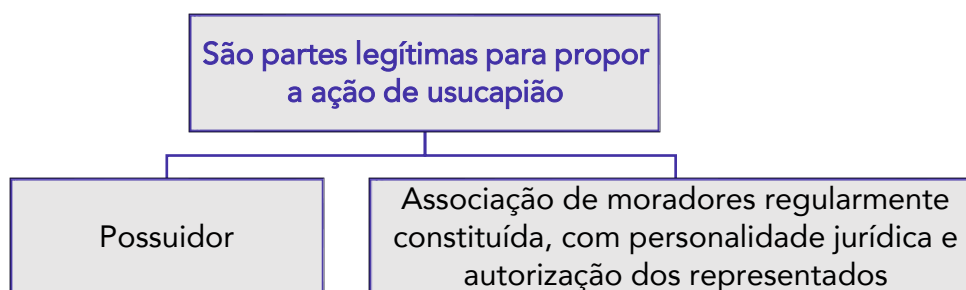 São partes legítimas para propor
a ação de usucapião
Possuidor
Associação de moradores regularmente
constituída, com personalidade jurídica e
autorização dos representados